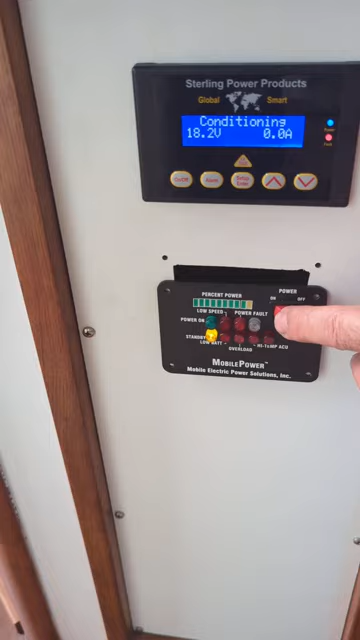 Sterling Power Products
Global Smart
Conditioning
18.2V 0.0A
PERCENT POWER
POWER
ON OFF
LOW SPEED
POWER FAULT
POWER ON
STANDBY
LOW BATT
OVERLOAD
HI-TEMP ACU
MOBILEPOWER™
Mobile Electric Power Solutions, Inc.